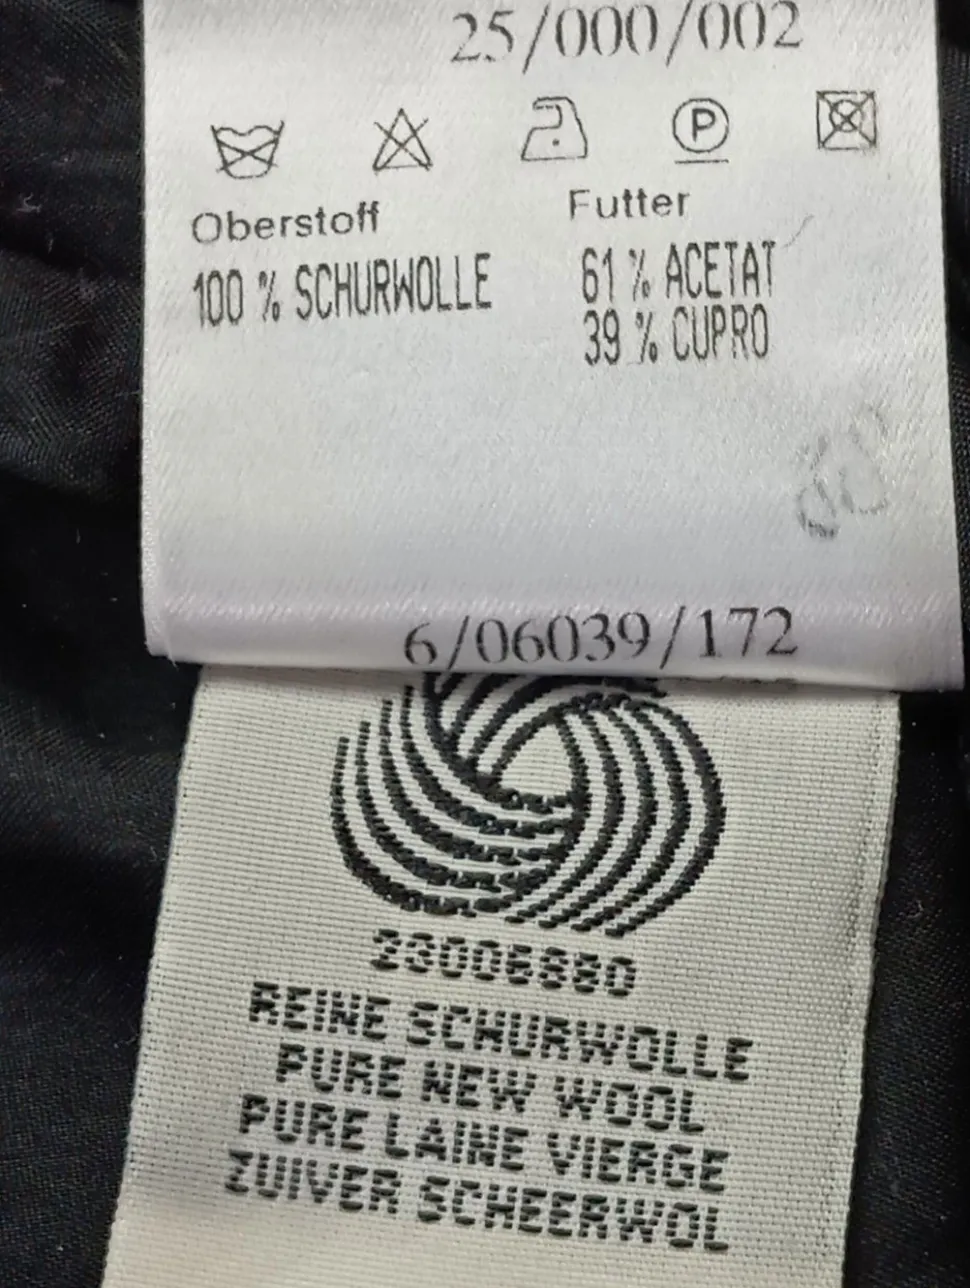 25/000/002
P
Oberstoff
100 % SCHURWOLLE
Futter
61 % ACETAT
39 % CUPRO
6/06039/172
23006880
REINE SCHURWOLLE
PURE NEW WOOL
PURE LAINE VIERGE
ZUIVER SCHEERWOL